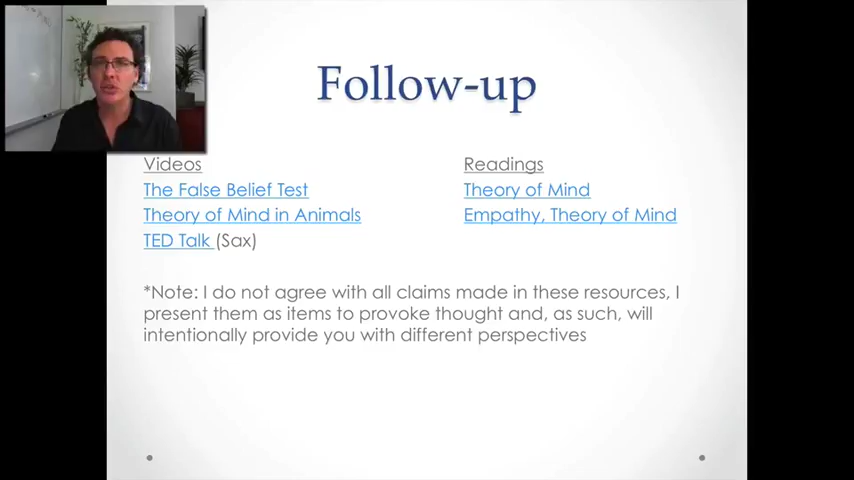 Follow-up
Videos
The False Belief Test
Theory of Mind in Animals
TED Talk (Sax)
Readings
Theory of Mind
Empathy, Theory of Mind
*Note: I do not agree with all claims made in these resources, I
present them as items to provoke thought and, as such, will
intentionally provide you with different perspectives